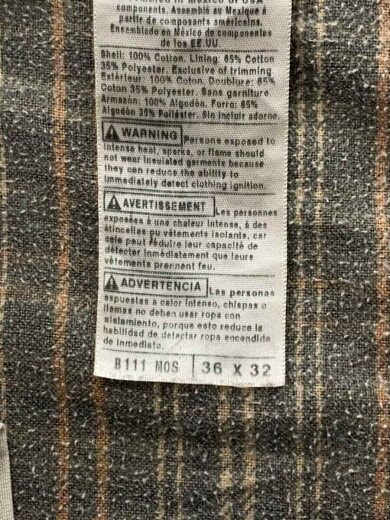 components. Assemblé au Mexique à
partir de composants américains.
Ensamblado en México de componentes
de los EE.UU.
Shell: 100% Cotton. Lining: 65% Cotton
35% Polyester. Exclusive of trimming
Extérieur: 100% Coton. Doublure: 65%
Coton 35% Polyester. Sans garniture
Armazón: 100% Algodón. Forro: 65%
Algodón 35% Poliéster. Sin incluir adorno
WARNING Persons exposed to
intense heat, sparks, or flame should
not wear insulated garments because
they can reduce the ability to
immediately detect clothing ignition.
AVERTISSEMENT Les personnes
exposées à une chaleur intense, à des
étincelles ou vêtements isolants, car
cela peut réduire leur capacité de
détecter immédiatement que leurs
vêtements prennent feu.
ADVERTENCIA Las personas
expuestas a calor intenso, chispas o
llamas no deben usar ropa con
aislamiento, porque esto reduce la
habilidad de detectar ropa encendida
de inmediato.
B111 MOS 36 X 32